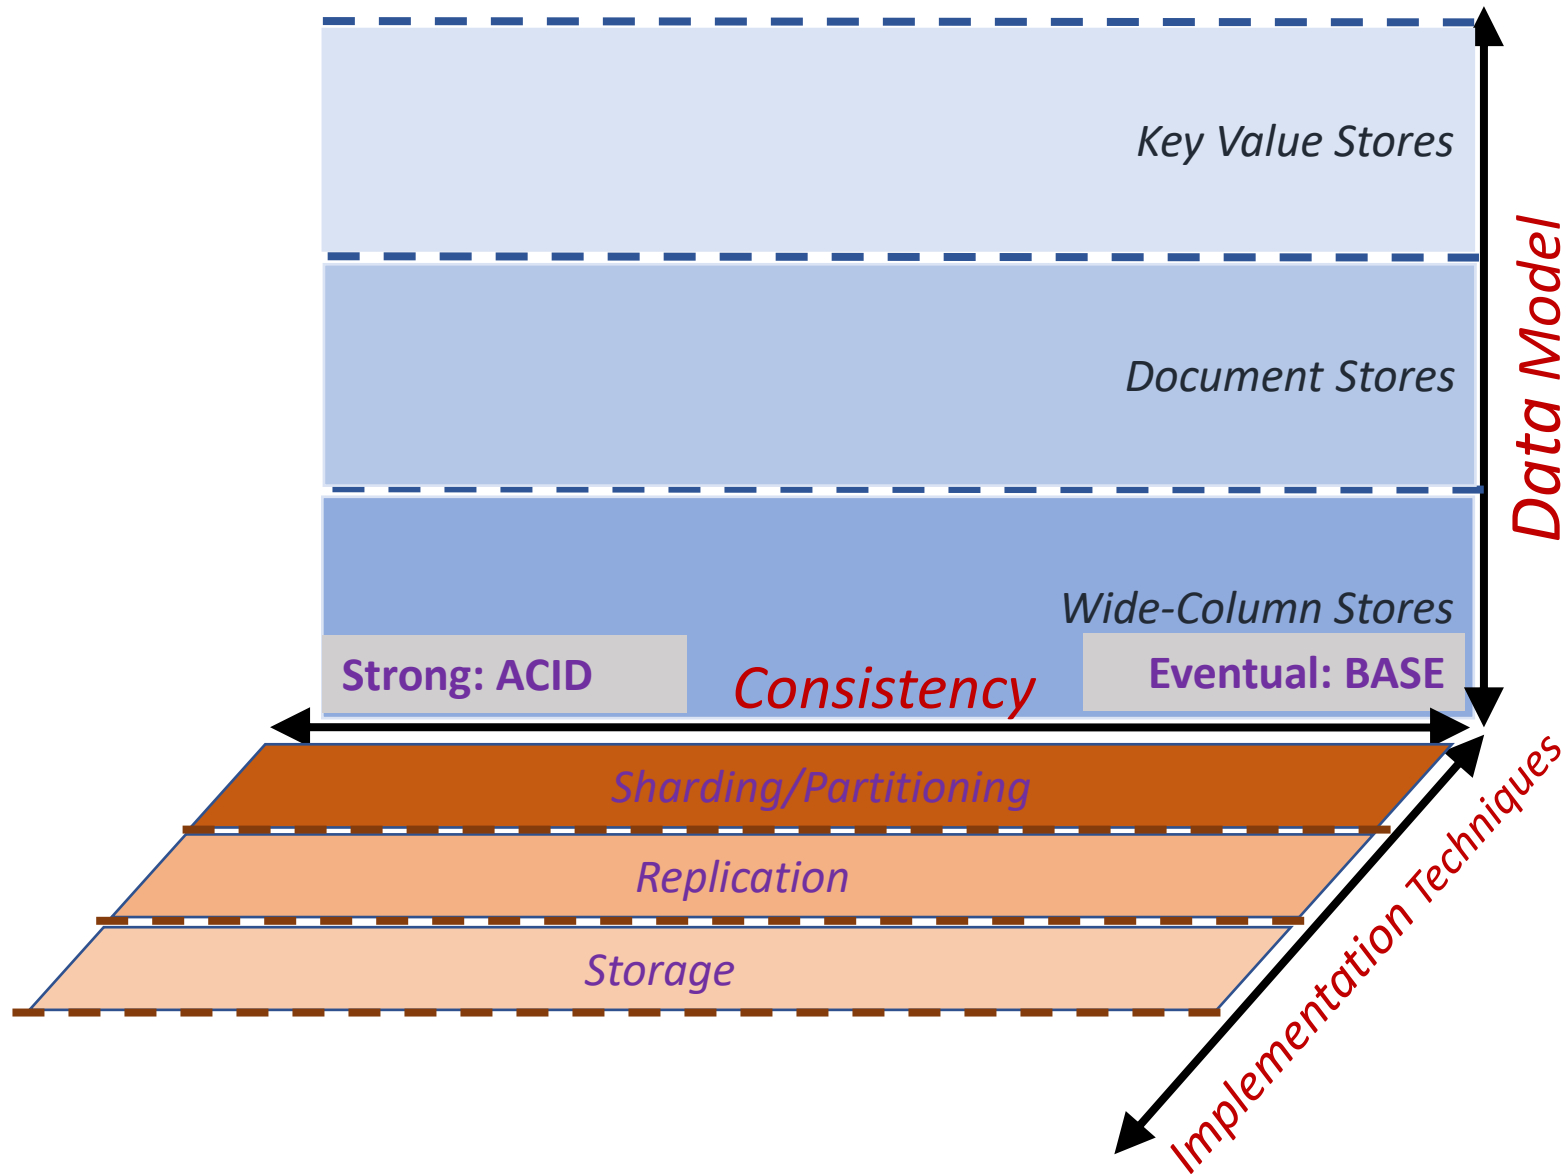 Key Value Stores
Document Stores
Data Model
Wide-Column Stores
Strong: ACID
Consistency
Eventual: BASE
Sharding/Partitioning
Replication
Storage
Implementation Techniques